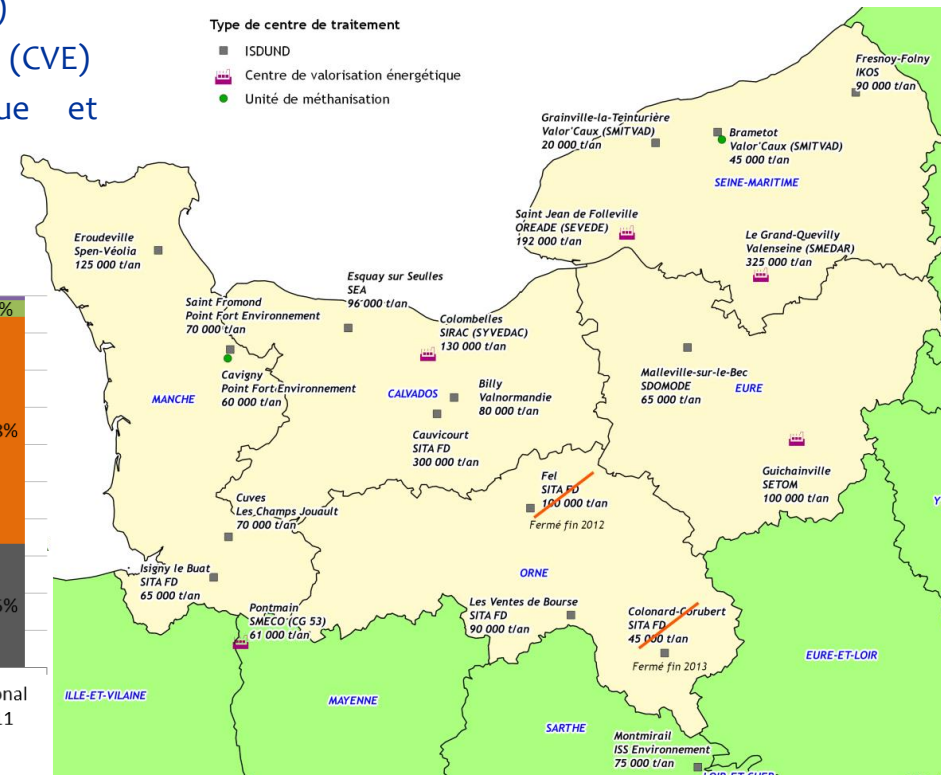 )
(CVE)
ue et
%
%
%
onal
11
Type de centre de traitement
ISDUND
Centre de valorisation énergétique
Unité de méthanisation
Fresnoy-Folny
IKOS
90 000 t/an
Grainville-la-Teinturière
Valor'Caux (SMITVAD)
20 000 t/an
Brametot
Valor'Caux (SMITVAD)
45 000 t/an
SEINE-MARITIME
Saint Jean de Folleville
OREADE (SEVEDE)
192 000 t/an
Le Grand-Quevilly
Valenseine (SMEDAR)
325 000 t/an
Eroudeville
Spen-Véolia
125 000 t/an
Esquay sur Seulles
SEA
96 000 t/an
Saint Fromond
Point Fort Environnement
70 000 t/an
Colombelles
SIRAC (SYVEDAC)
130 000 t/an
Cavigny
Point Fort Environnement
60 000 t/an
MANCHE
CALVADOS
Billy
Valnormandie
80 000 t/an
Malleville-sur-le-Bec
SDOMODE
65 000 t/an
EURE
Cauvicourt
SITA FD
300 000 t/an
Guichainville
SETOM
100 000 t/an
Fel
SITA FD
100 000 t/an
Fermé fin 2012
Cuves
Les Champs Jouault
70 000 t/an
Isigny le Buat
SITA FD
65 000 t/an
ORNE
Pontmain
SMECO (CG 53)
61 000 t/an
Les Ventes de Bourse
SITA FD
90 000 t/an
Colonard-Corubert
SITA FD
45 000 t/an
Fermé fin 2013
EURE-ET-LOIR
ILLE-ET-VILAINE
MAYENNE
SARTHE
Montmirail
ISS Environnement
75 000 t/an
LOIR-ET-CHER
Y